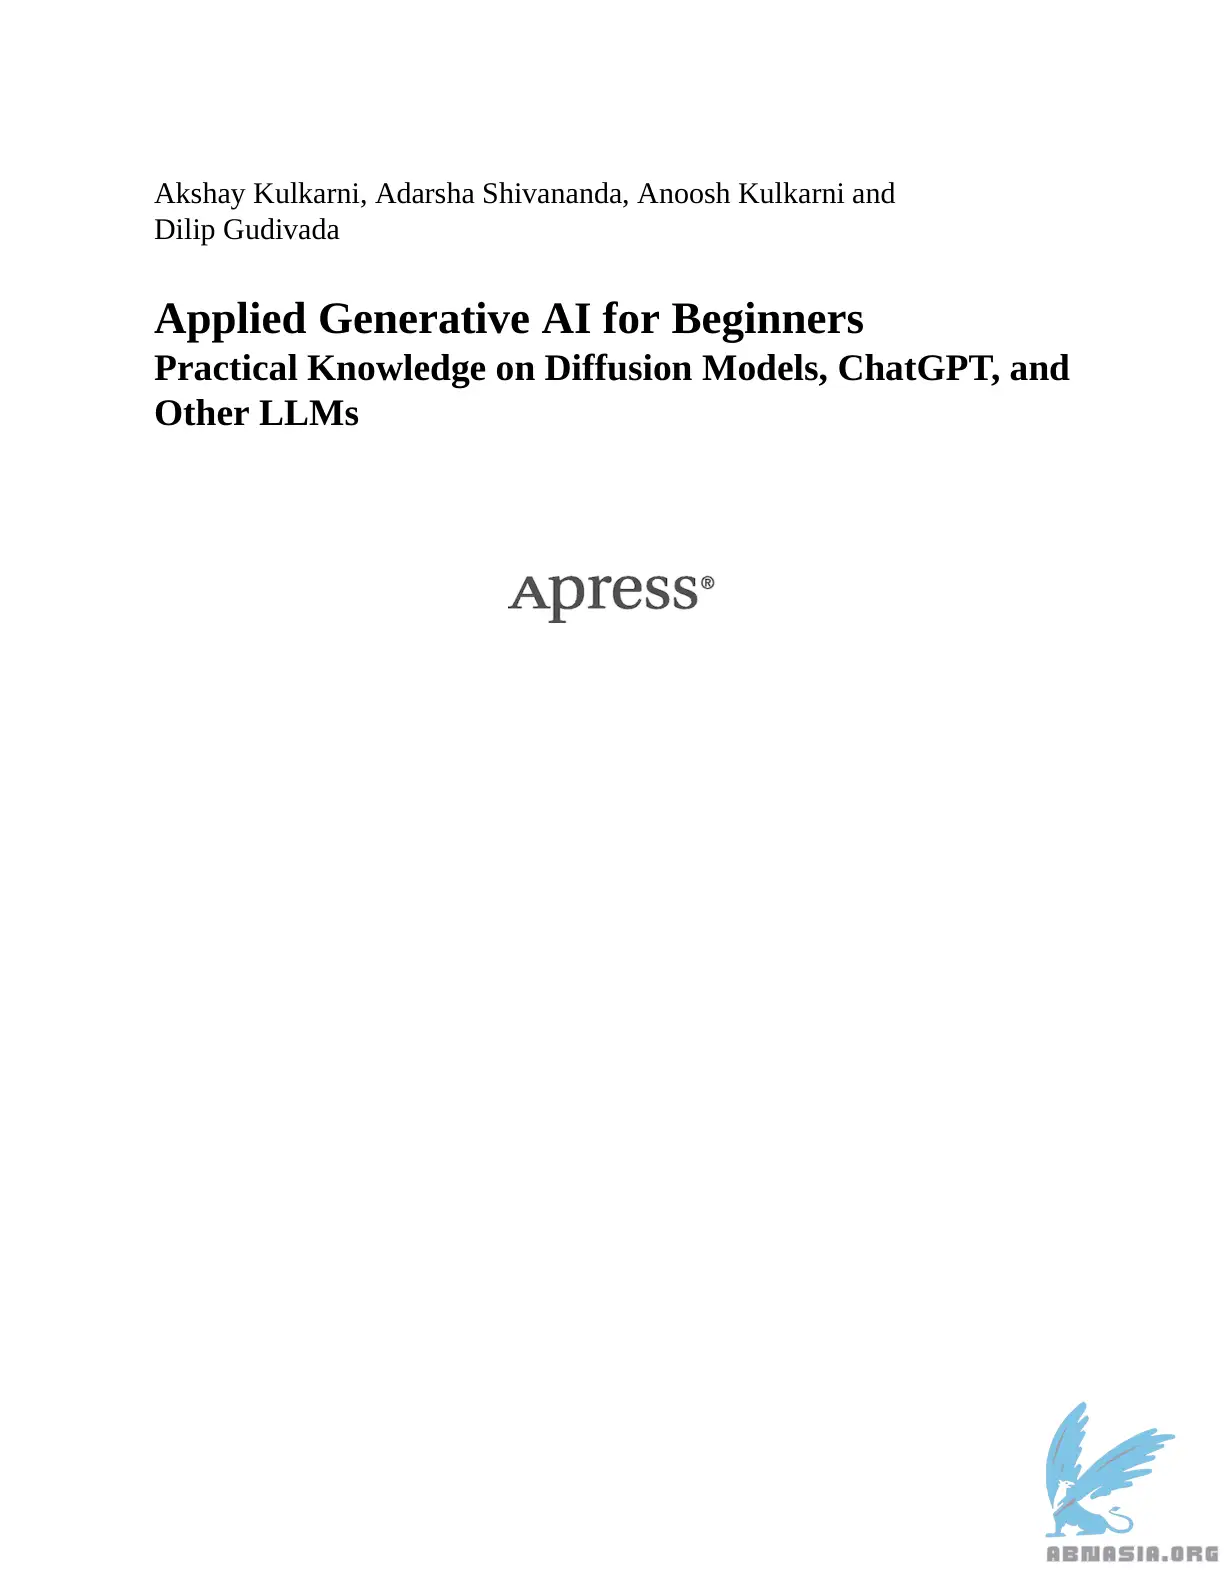 Akshay Kulkarni, Adarsha Shivananda, Anoosh Kulkarni and
Dilip Gudivada
Applied Generative AI for Beginners
Practical Knowledge on Diffusion Models, ChatGPT, and
Other LLMs
Apress®
ABNASIA.ORG